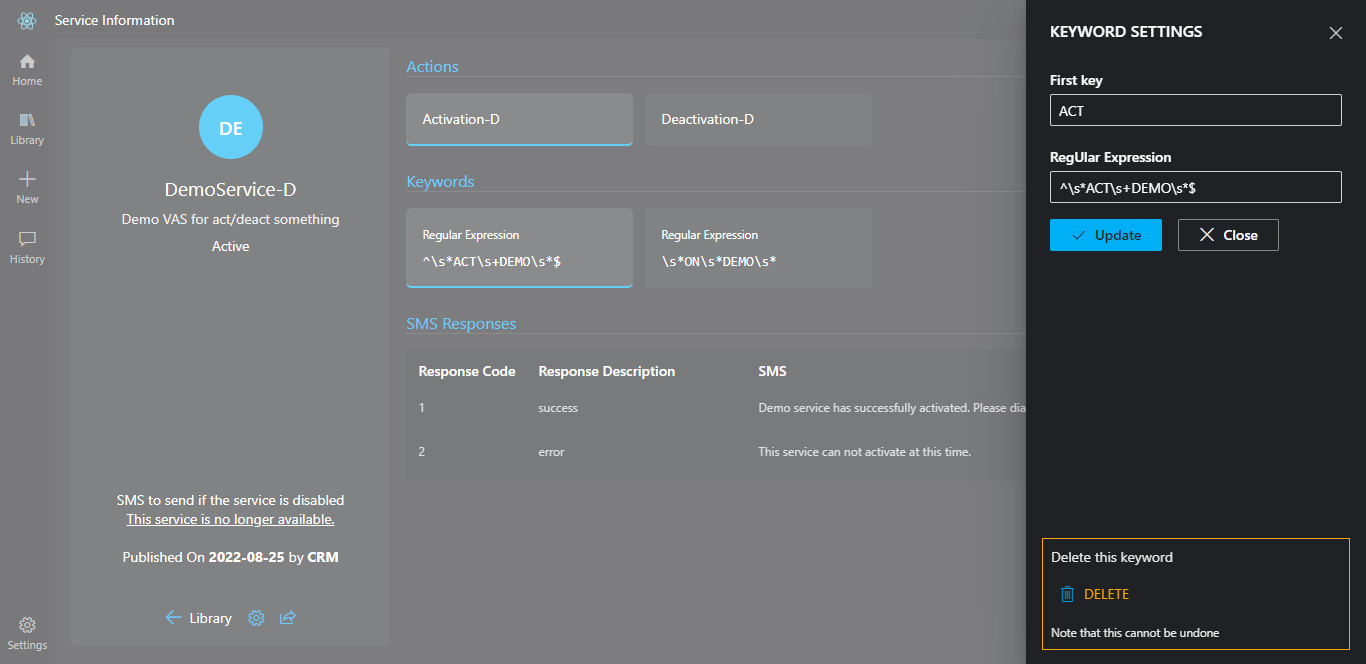 Service Information
Home
Library
New
History
Settings
DE
DemoService-D
Demo VAS for act/deact something
Active
SMS to send if the service is disabled
This service is no longer available.
Published On 2022-08-25 by CRM
Library
Actions
Activation-D
Deactivation-D
Keywords
Regular Expression
^\s*ACT\s+DEMO\s*$
Regular Expression
\s*ON\s*DEMO\s*
SMS Responses
Response Code Response Description SMS
1 success Demo service has successfully activated. Please dia
2 error This service can not activate at this time.
KEYWORD SETTINGS
First key
ACT
RegUlar Expression
^\s*ACT\s+DEMO\s*$
Update Close
Delete this keyword
DELETE
Note that this cannot be undone